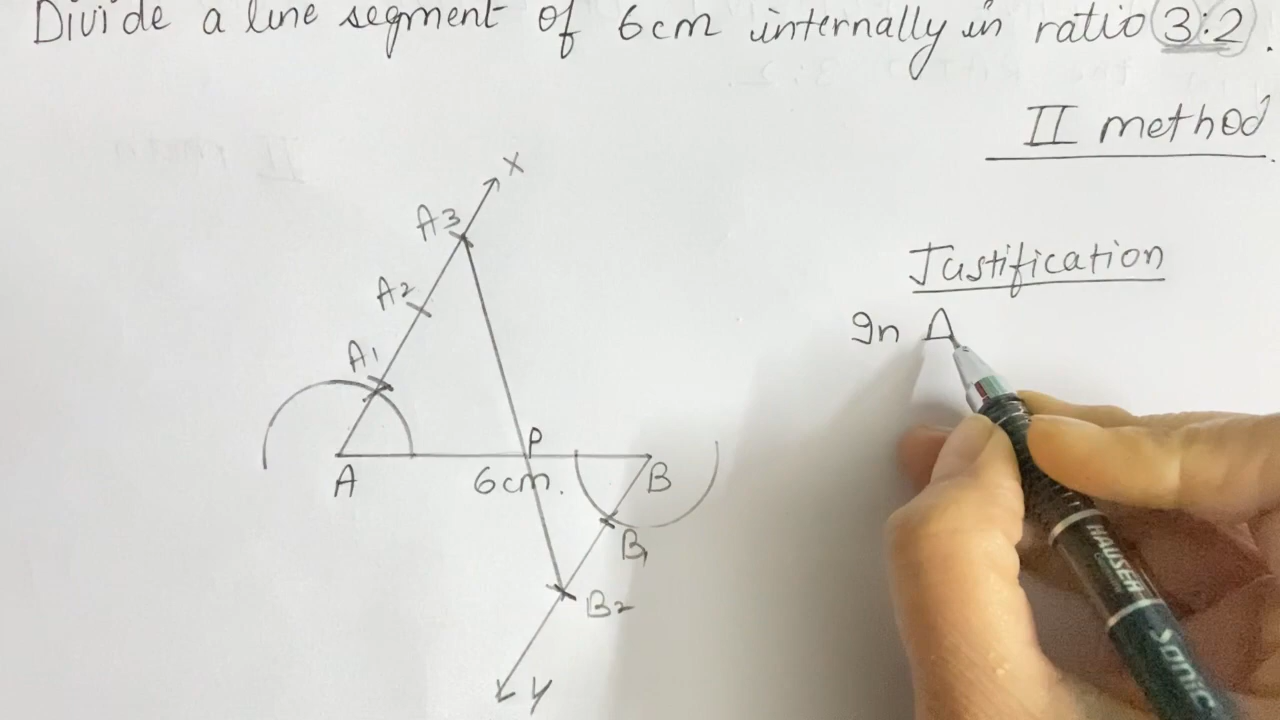 Divide a line segment of 6cm internally in ratio 3:2.
II method
X
A3
Justification
A2
In Δ
A1
P
A
6cm.
B
B1
B2
Y
HAUSER
SONIC